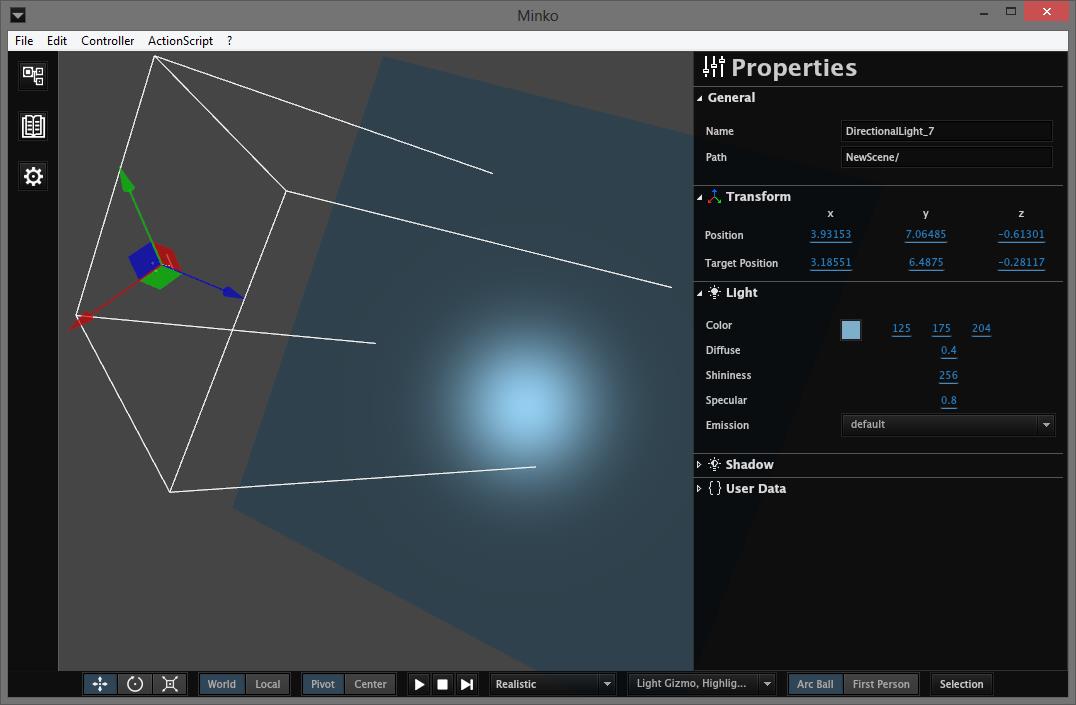 Minko
File Edit Controller ActionScript ?
Properties
General
Name DirectionalLight_7
Path NewScene/
Transform
x y z
Position 3.93153 7.06485 -0.61301
Target Position 3.18551 6.4875 -0.28117
Light
Color 125 175 204
Diffuse 0.4
Shininess 256
Specular 0.8
Emission default
Shadow
{ } User Data
World Local Pivot Center Realistic Light Gizmo, Highlig... Arc Ball First Person Selection